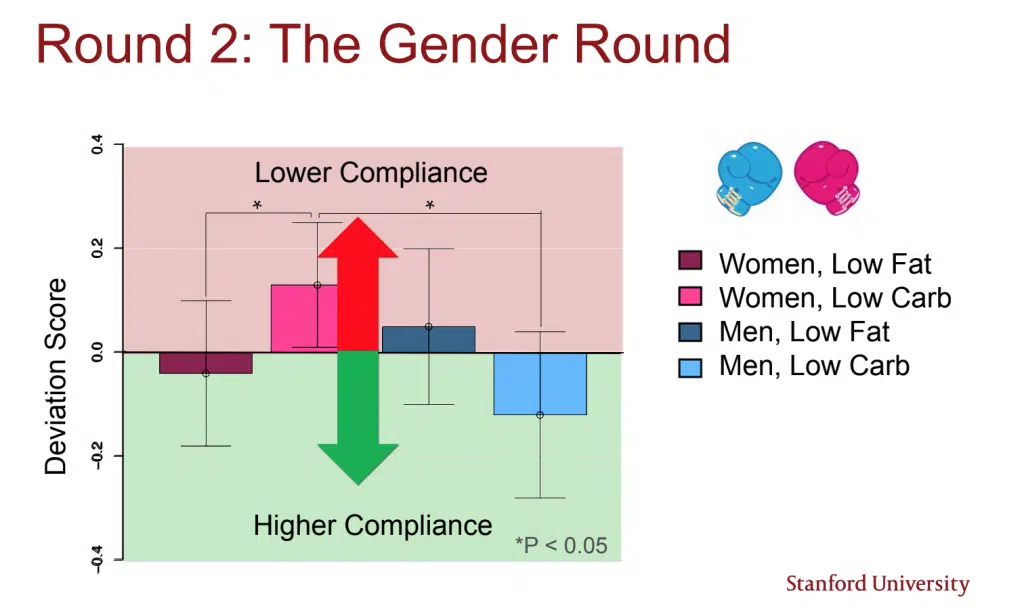 Round 2: The Gender Round
Deviation Score
0.4
0.2
0.0
-0.2
-0.4
Lower Compliance
*
*
Higher Compliance
*P < 0.05
Women, Low Fat
Women, Low Carb
Men, Low Fat
Men, Low Carb
Stanford University